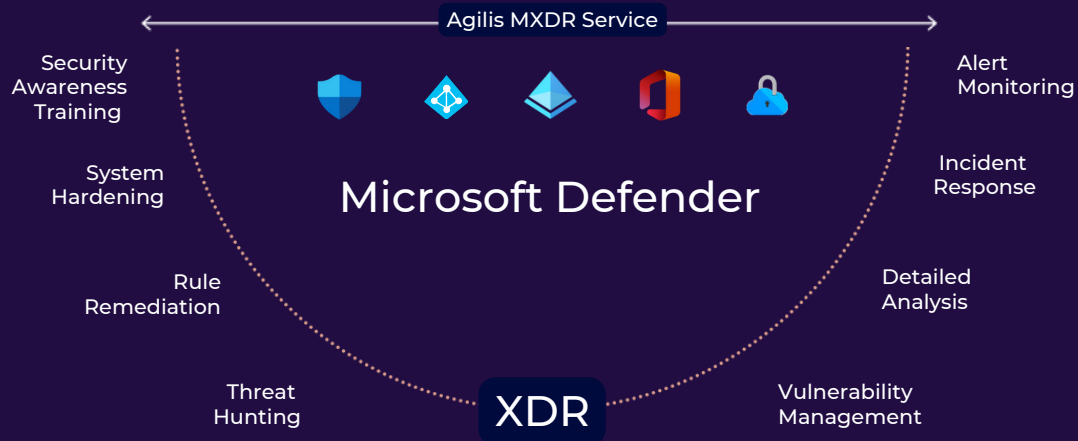 Agilis MXDR Service
Security
Awareness
Training
Alert
Monitoring
System
Hardening
Microsoft Defender
Incident
Response
Rule
Remediation
Detailed
Analysis
Threat
Hunting
XDR
Vulnerability
Management